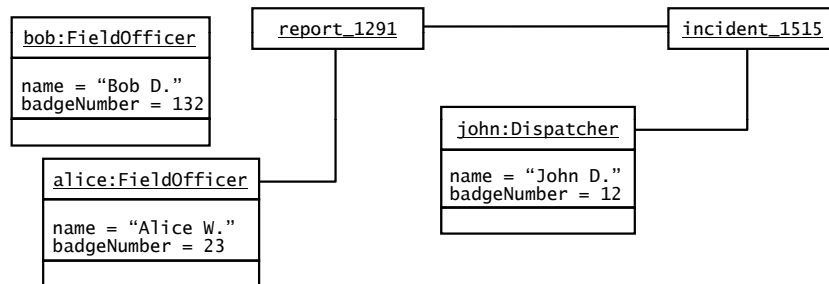 bob:FieldOfficer
name = “Bob D.”
badgeNumber = 132
report_1291
incident_1515
alice:FieldOfficer
name = “Alice W.”
badgeNumber = 23
john:Dispatcher
name = “John D.”
badgeNumber = 12